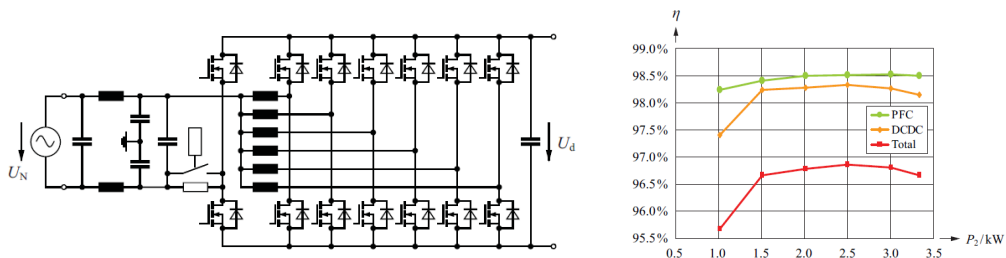 U_N
U_d
η
99.0%
98.5%
98.0%
97.5%
97.0%
96.5%
96.0%
95.5%
PFC
DCDC
Total
0.5 1.0 1.5 2.0 2.5 3.0 3.5
P_2/kW